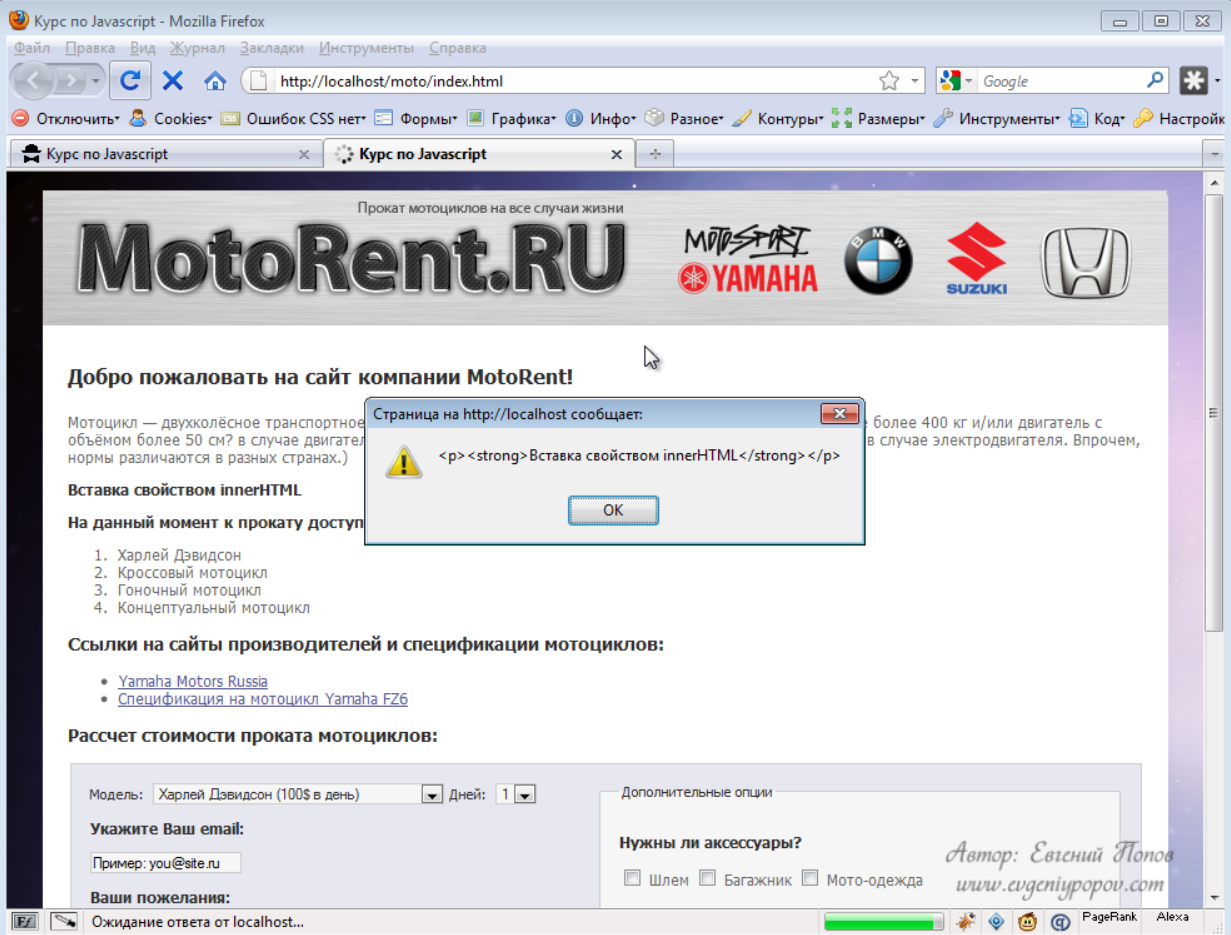 Курс по Javascript - Mozilla Firefox
Файл Правка Вид Журнал Закладки Инструменты Справка
http://localhost/moto/index.html
Google
Отключить Cookies CSS Ошибок CSS нет Формы Графика Инфо Разное Контуры Размеры Инструменты Код Настройк
Курс по Javascript
Курс по Javascript
Прокат мотоциклов на все случаи жизни
MotoRent.RU
MOTO-SPORT
YAMAHA
BMW
SUZUKI
Добро пожаловать на сайт компании MotoRent!
Мотоцикл — двухколёсное транспортное
более 400 кг и/или двигатель с
объёмом более 50 см? в случае двигател
в случае электродвигателя. Впрочем,
нормы различаются в разных странах.)
Страница на http://localhost сообщает:
<p><strong>Вставка свойством innerHTML</strong></p>
OK
Вставка свойством innerHTML
На данный момент к прокату доступ
1. Харлей Дэвидсон
2. Кроссовый мотоцикл
3. Гоночный мотоцикл
4. Концептуальный мотоцикл
Ссылки на сайты производителей и спецификации мотоциклов:
• Yamaha Motors Russia
• Спецификация на мотоцикл Yamaha FZ6
Рассчет стоимости проката мотоциклов:
Модель: Харлей Дэвидсон (100$ в день) Дней: 1
Укажите Ваш email:
Пример: you@site.ru
Ваши пожелания:
Дополнительные опции
Нужны ли аксессуары?
Шлем Багажник Мото-одежда
Автор: Евгений Попов
www.evgeniypopov.com
Ожидание ответа от localhost...
PageRank Alexa